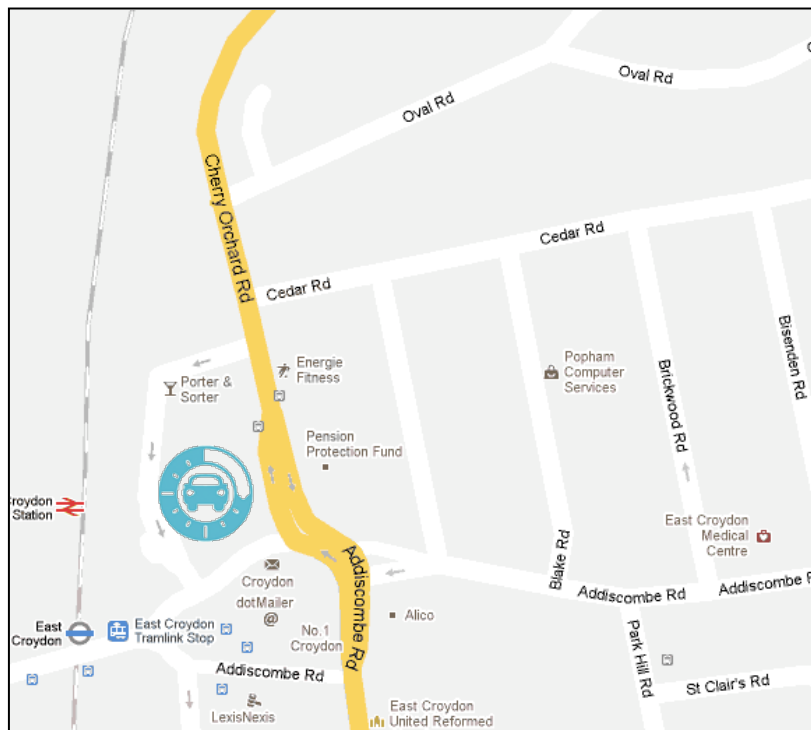 Oval Rd
Oval Rd
Cherry Orchard Rd
Cedar Rd
Cedar Rd
Bisenden Rd
Brickwood Rd
Energie
Fitness
Porter &
Sorter
Popham
Computer
Services
Pension
Protection Fund
Croydon
Station
East Croydon
Medical
Centre
Blake Rd
Addiscombe Rd
Addiscombe R
Addiscombe Rd
Croydon
dotMailer
@
Alico
East
Croydon
East Croydon
Tramlink Stop
No.1
Croydon
Park Hill Rd
Addiscombe Rd
St Clair's Rd
LexisNexis
East Croydon
United Reformed